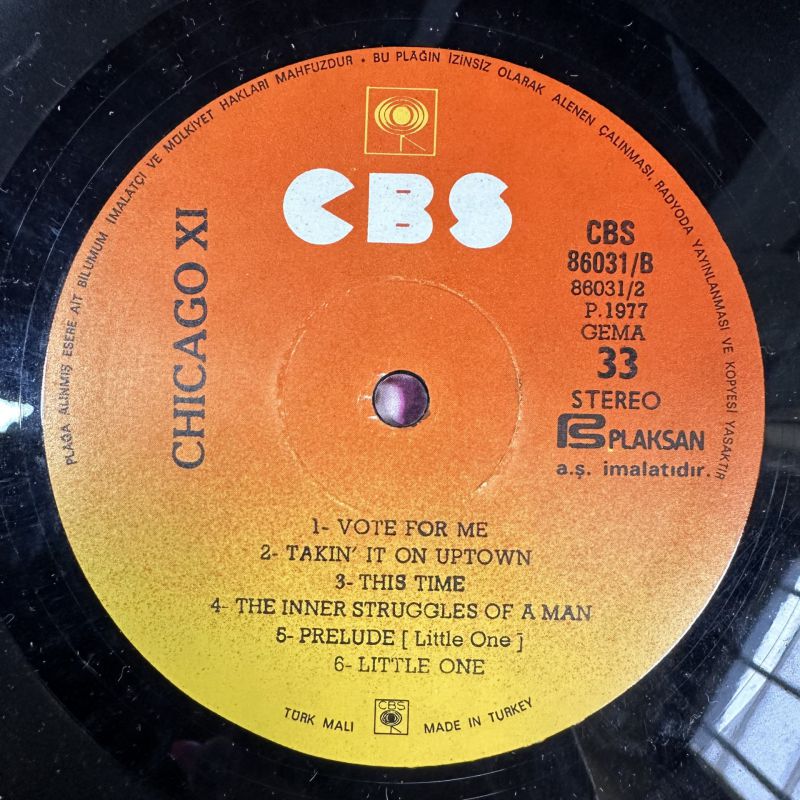 PLAĞA ALINMIŞ ESERE AİT BİLUMUM İMALATÇI VE MÜLKİYET HAKLARI MAHFUZDUR • BU PLAĞIN İZİNSİZ OLARAK ALENEN ÇALINMASI, RADYODA YAYINLANMASI VE KOPYESİ YASAKTIR
CBS
CHICAGO XI
CBS
86031/B
86031/2
P.1977
GEMA
33
STEREO
PLAKSAN
a.ş. imalatıdır.
1- VOTE FOR ME
2- TAKIN' IT ON UPTOWN
3- THIS TIME
4- THE INNER STRUGGLES OF A MAN
5- PRELUDE [ Little One ]
6- LITTLE ONE
TÜRK MALI CBS MADE IN TURKEY